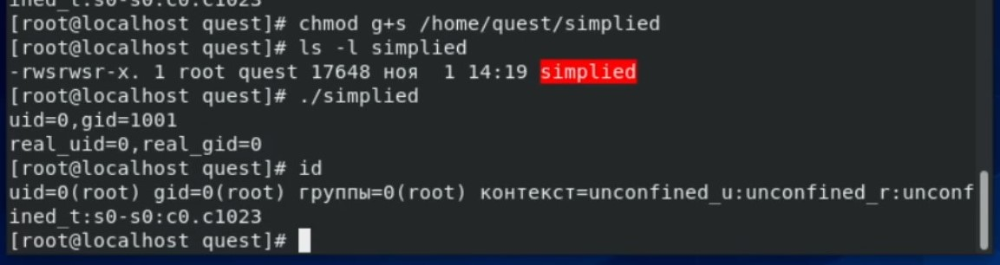 ined_t:s0-s0:c0.c1023
[root@localhost quest]# chmod g+s /home/quest/simplied
[root@localhost quest]# ls -l simplied
-rwsrwsr-x. 1 root quest 17648 ноя  1 14:19 simplied
[root@localhost quest]# ./simplied
uid=0,gid=1001
real_uid=0,real_gid=0
[root@localhost quest]# id
uid=0(root) gid=0(root) группы=0(root) контекст=unconfined_u:unconfined_r:unconf
ined_t:s0-s0:c0.c1023
[root@localhost quest]#